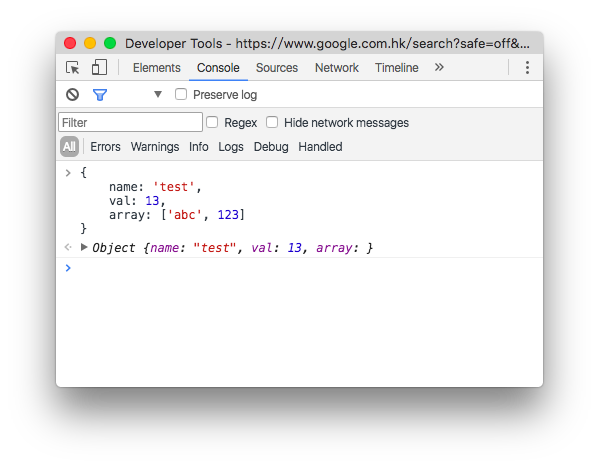 Developer Tools - https://www.google.com.hk/search?safe=off&...
Elements Console Sources Network Timeline »
Preserve log
Filter Regex Hide network messages
All Errors Warnings Info Logs Debug Handled
> {
name: 'test',
val: 13,
array: ['abc', 123]
}
Object {name: "test", val: 13, array: }
>